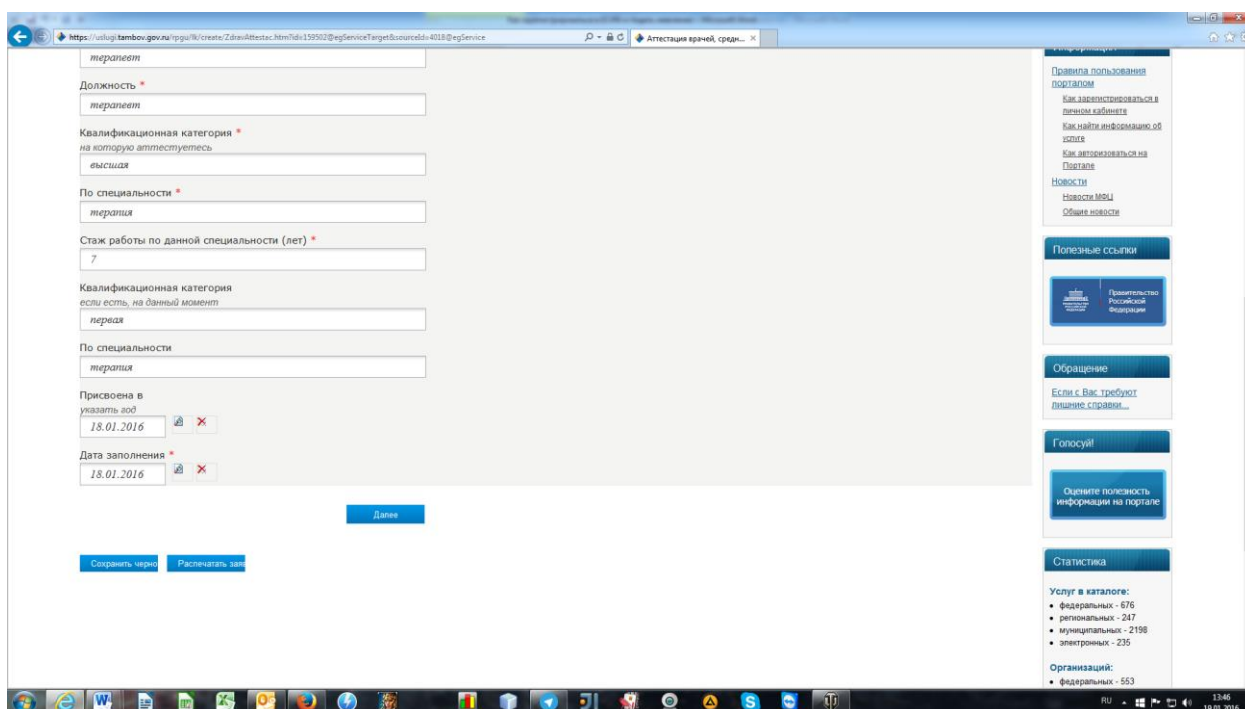 https://uslugi.tambov.gov.ru/rpgu/lk/create/ZdravAttestac.htm?id=159502@egServiceTarget&sourceId=4018@egService
Аттестация врачей, средн...
терапевт
Должность *
терапевт
Квалификационная категория *
на которую аттестуетесь
высшая
По специальности *
терапия
Стаж работы по данной специальности (лет) *
7
Квалификационная категория
если есть, на данный момент
первая
По специальности
терапия
Присвоена в
указать год
18.01.2016
Дата заполнения *
18.01.2016
Далее
Сохранить черно
Распечатать зая
Информация
Правила пользования
порталом
Как зарегистрироваться в
личном кабинете
Как найти информацию об
услуге
Как авторизоваться на
Портале
Новости
Новости МФЦ
Общие новости
Полезные ссылки
Правительство
Российской
Федерации
Обращение
Если с Вас требуют
лишние справки...
Голосуй!
Оцените полезность
информации на портале
Статистика
Услуг в каталоге:
федеральных - 676
региональных - 247
муниципальных - 2198
электронных - 235
Организаций:
федеральных - 553
RU
13:46
19.01.2016